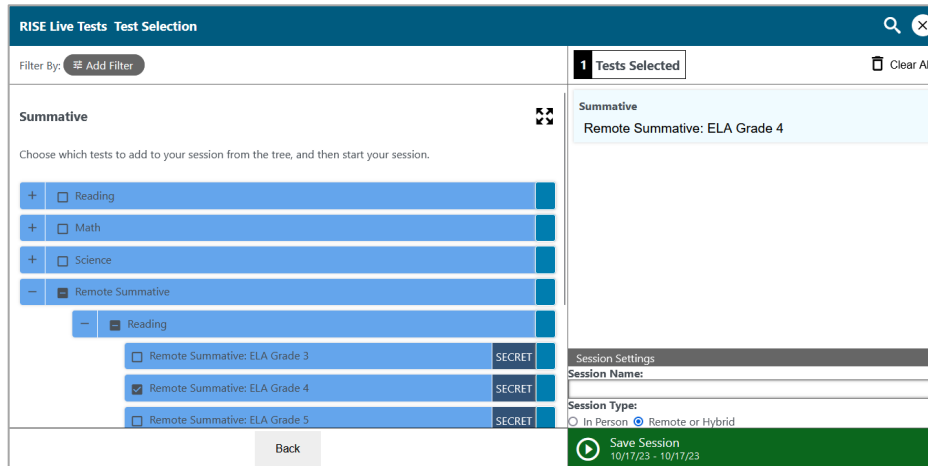 RISE Live Tests Test Selection
Filter By: Add Filter
1 Tests Selected
Clear Al
Summative
Choose which tests to add to your session from the tree, and then start your session.
+ Reading
+ Math
+ Science
− Remote Summative
− Reading
Remote Summative: ELA Grade 3 SECRET
Remote Summative: ELA Grade 4 SECRET
Remote Summative: ELA Grade 5 SECRET
Back
Summative
Remote Summative: ELA Grade 4
Session Settings
Session Name:
Session Type:
In Person Remote or Hybrid
Save Session
10/17/23 - 10/17/23